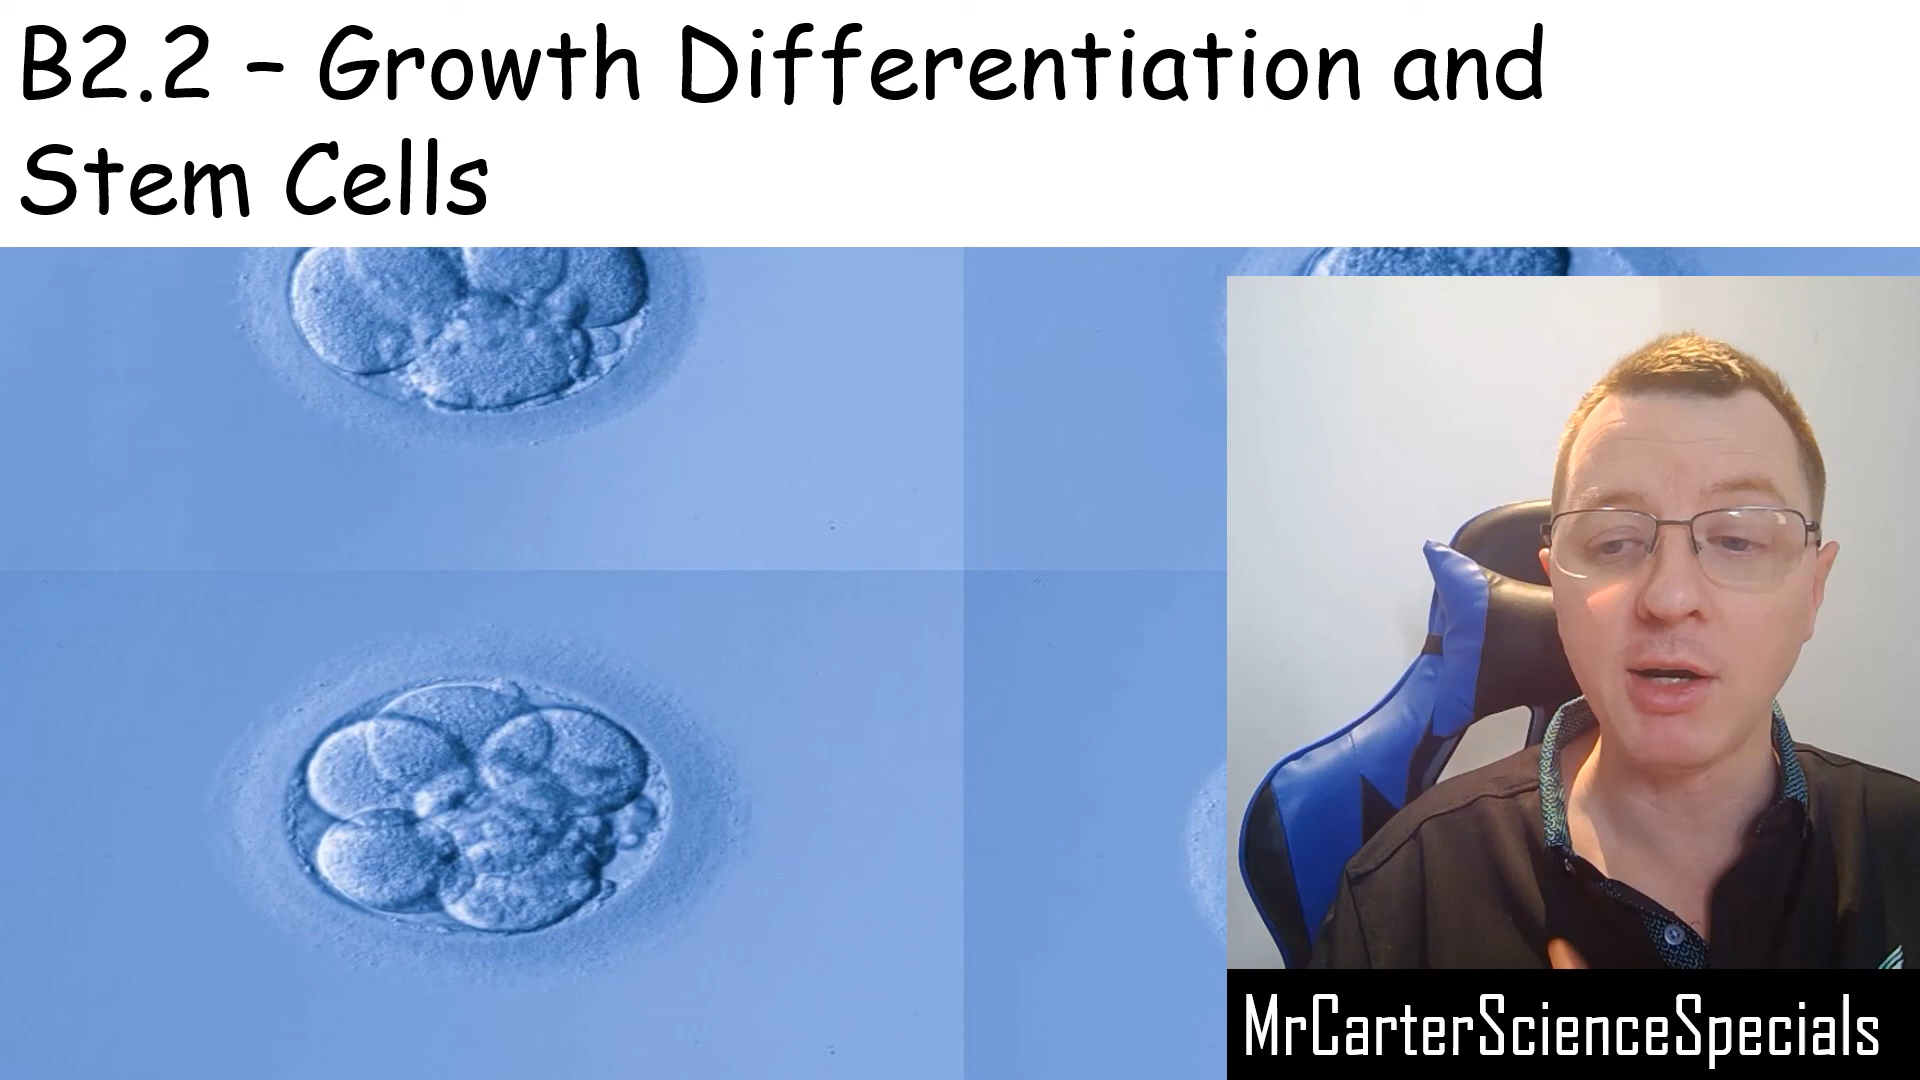 B2.2 – Growth Differentiation and
Stem Cells
MrCarterScienceSpecials